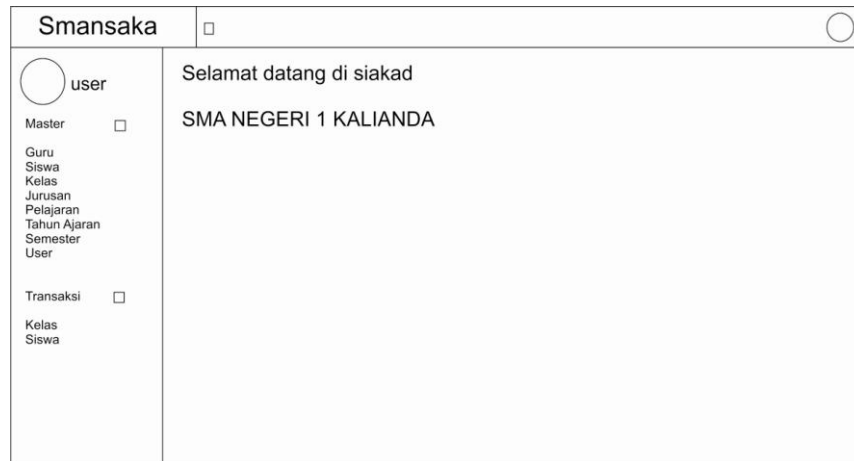 Smansaka
user
Master
Guru
Siswa
Kelas
Jurusan
Pelajaran
Tahun Ajaran
Semester
User
Transaksi
Kelas
Siswa
Selamat datang di siakad
SMA NEGERI 1 KALIANDA